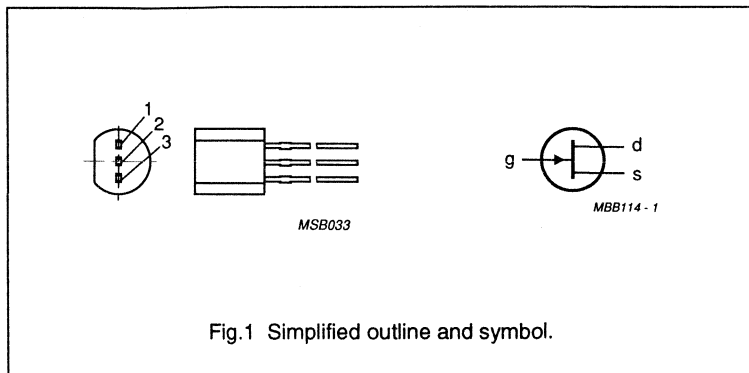 1
2
3
MSB033
g
d
s
MBB114 - 1
Fig.1 Simplified outline and symbol.